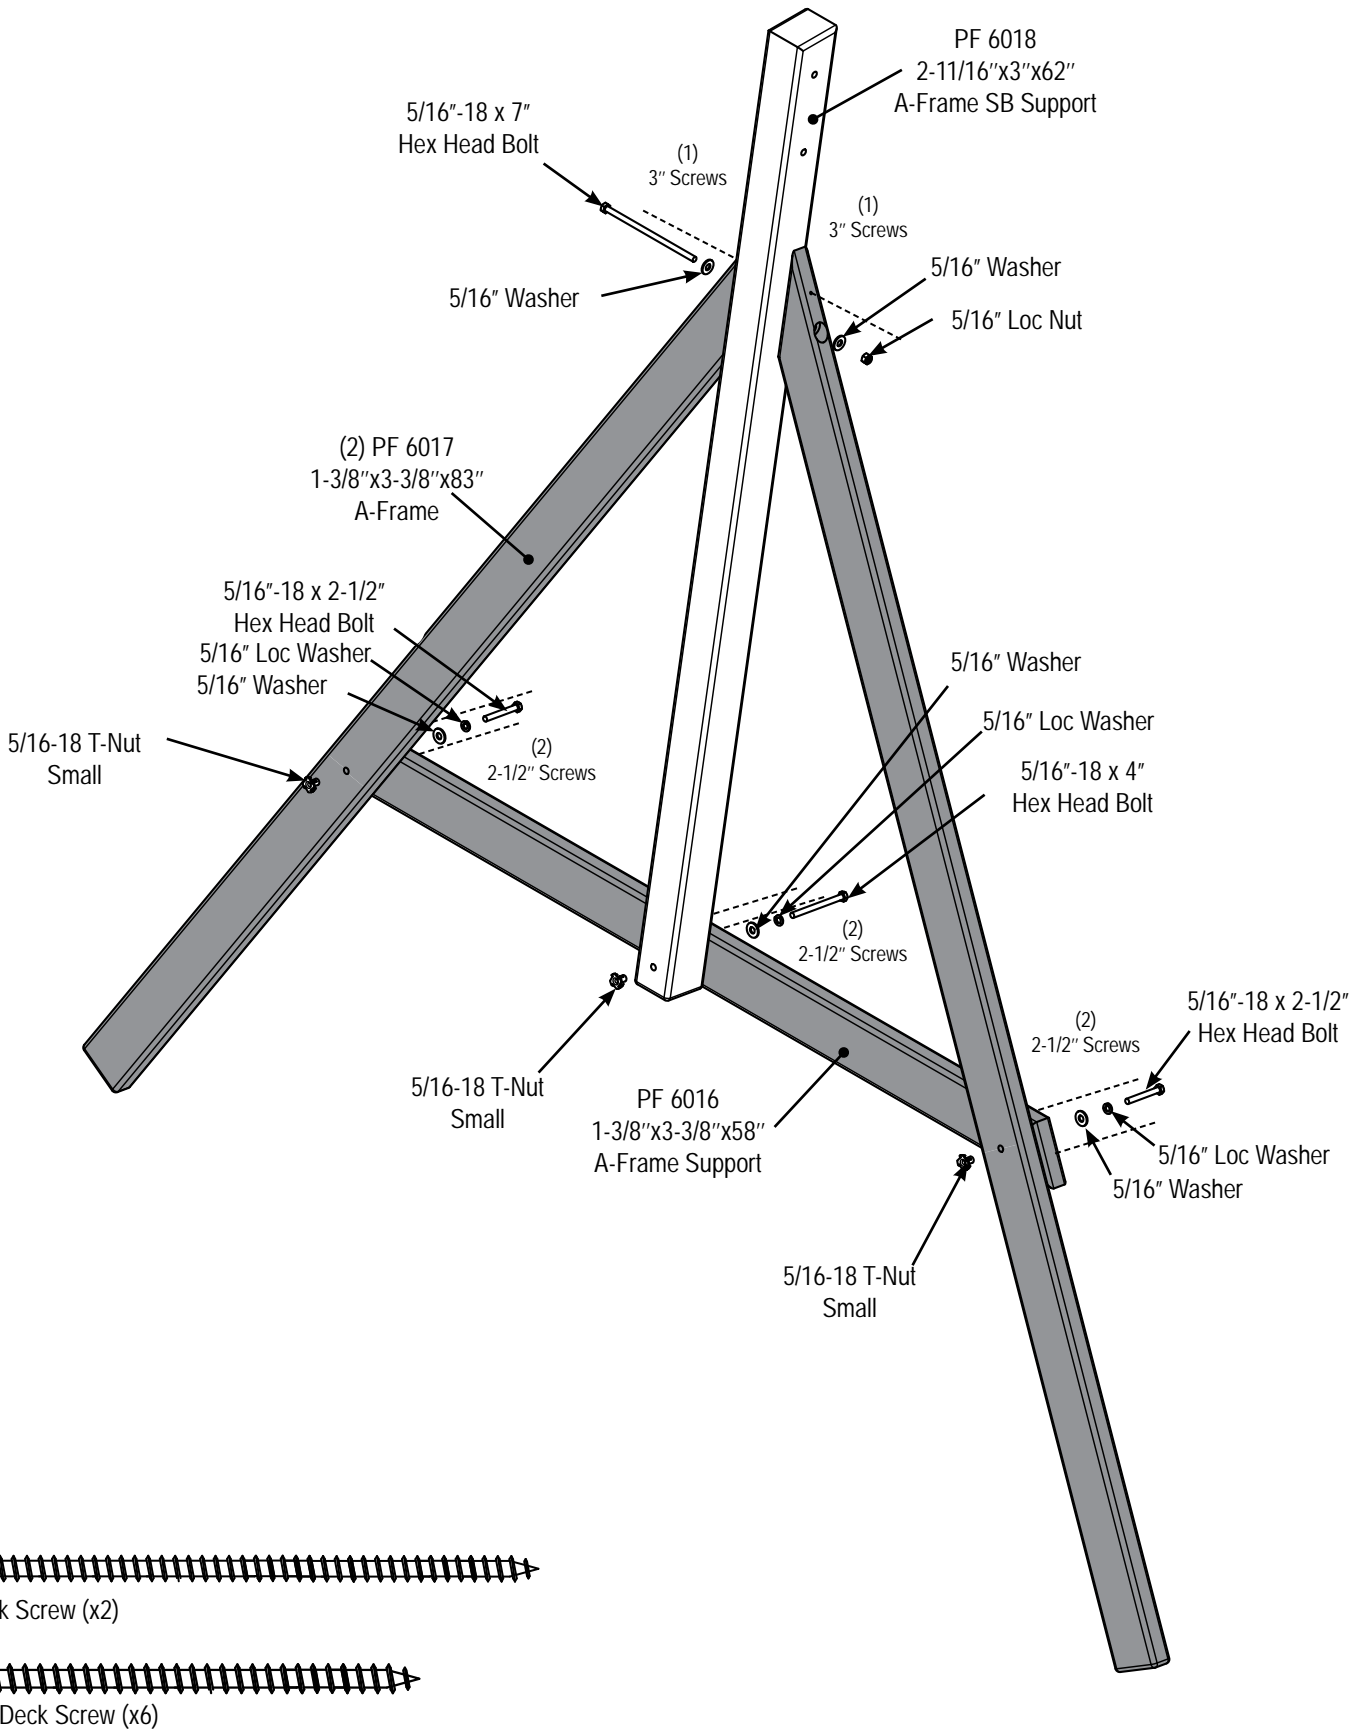 PF 6018
2-11/16"x3"x62"
A-Frame SB Support
5/16"-18 x 7"
Hex Head Bolt
(1)
3" Screws
(1)
3" Screws
5/16" Washer
5/16" Washer
5/16" Loc Nut
(2) PF 6017
1-3/8"x3-3/8"x83"
A-Frame
5/16"-18 x 2-1/2"
Hex Head Bolt
5/16" Loc Washer
5/16" Washer
5/16-18 T-Nut
Small
(2)
2-1/2" Screws
5/16" Washer
5/16" Loc Washer
5/16"-18 x 4"
Hex Head Bolt
(2)
2-1/2" Screws
5/16"-18 x 2-1/2"
Hex Head Bolt
(2)
2-1/2" Screws
5/16-18 T-Nut
Small
PF 6016
1-3/8"x3-3/8"x58"
A-Frame Support
5/16" Loc Washer
5/16" Washer
5/16-18 T-Nut
Small
k Screw (x2)
Deck Screw (x6)